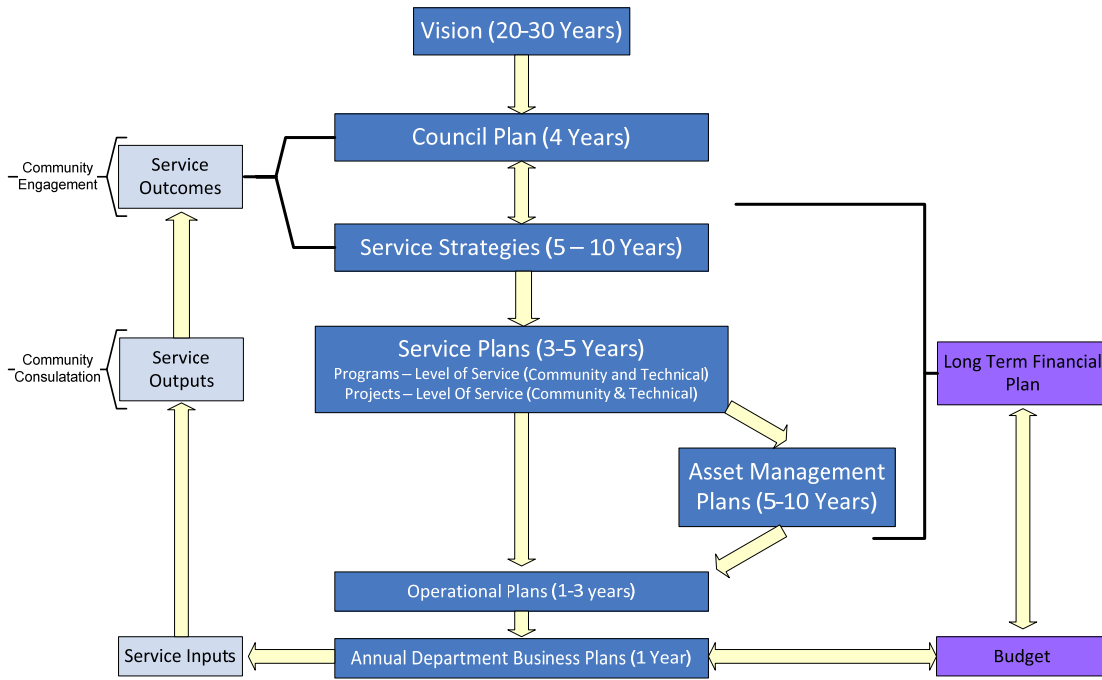 Vision (20-30 Years)
Council Plan (4 Years)
Community
Engagement
Service
Outcomes
Service Strategies (5 – 10 Years)
Service Plans (3-5 Years)
Programs – Level of Service (Community and Technical)
Projects – Level Of Service (Community & Technical)
Community
Consulatation
Service
Outputs
Long Term Financial
Plan
Asset Management
Plans (5-10 Years)
Operational Plans (1-3 years)
Service Inputs
Annual Department Business Plans (1 Year)
Budget